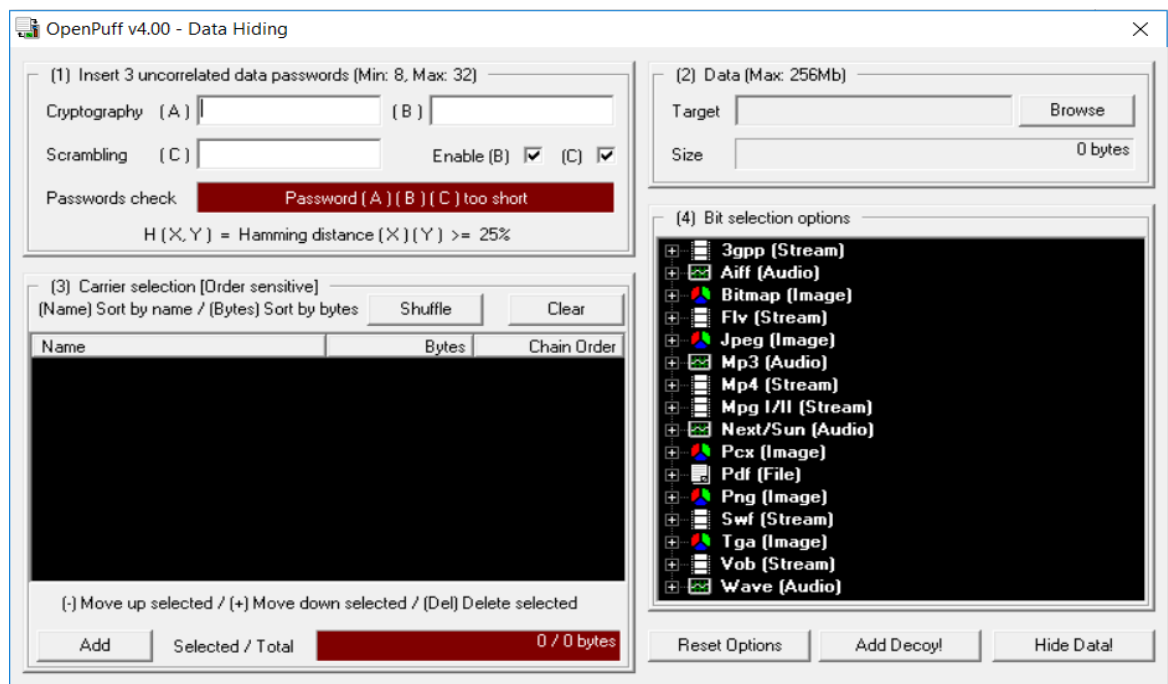 OpenPuff v4.00 - Data Hiding
(1) Insert 3 uncorrelated data passwords (Min: 8, Max: 32)
Cryptography (A) (B)
Scrambling (C) Enable (B) (C)
Passwords check Password (A) (B) (C) too short
H (X, Y) = Hamming distance (X) (Y) >= 25%
(2) Data (Max: 256Mb)
Target Browse
Size 0 bytes
(3) Carrier selection [Order sensitive]
(Name) Sort by name / (Bytes) Sort by bytes Shuffle Clear
Name Bytes Chain Order
(-) Move up selected / (+) Move down selected / (Del) Delete selected
Add Selected / Total 0 / 0 bytes
(4) Bit selection options
3gpp (Stream)
Aiff (Audio)
Bitmap (Image)
Flv (Stream)
Jpeg (Image)
Mp3 (Audio)
Mp4 (Stream)
Mpg I/II (Stream)
Next/Sun (Audio)
Pcx (Image)
Pdf (File)
Png (Image)
Swf (Stream)
Tga (Image)
Vob (Stream)
Wave (Audio)
Reset Options Add Decoy! Hide Data!